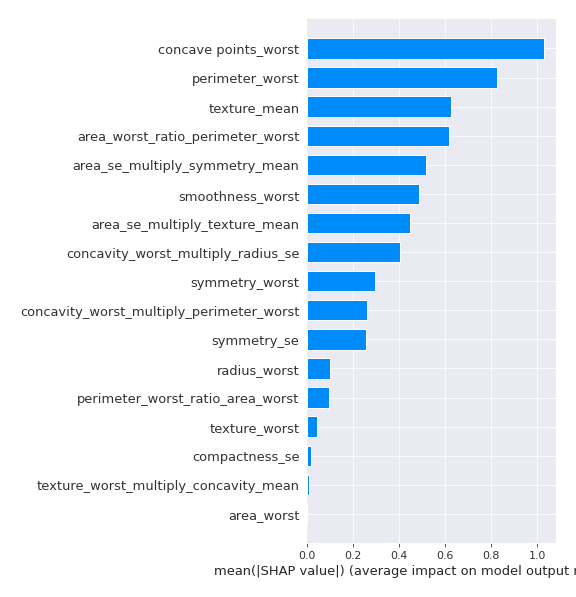 concave points_worst
perimeter_worst
texture_mean
area_worst_ratio_perimeter_worst
area_se_multiply_symmetry_mean
smoothness_worst
area_se_multiply_texture_mean
concavity_worst_multiply_radius_se
symmetry_worst
concavity_worst_multiply_perimeter_worst
symmetry_se
radius_worst
perimeter_worst_ratio_area_worst
texture_worst
compactness_se
texture_worst_multiply_concavity_mean
area_worst
0.0 0.2 0.4 0.6 0.8 1.0
mean(|SHAP value|) (average impact on model output